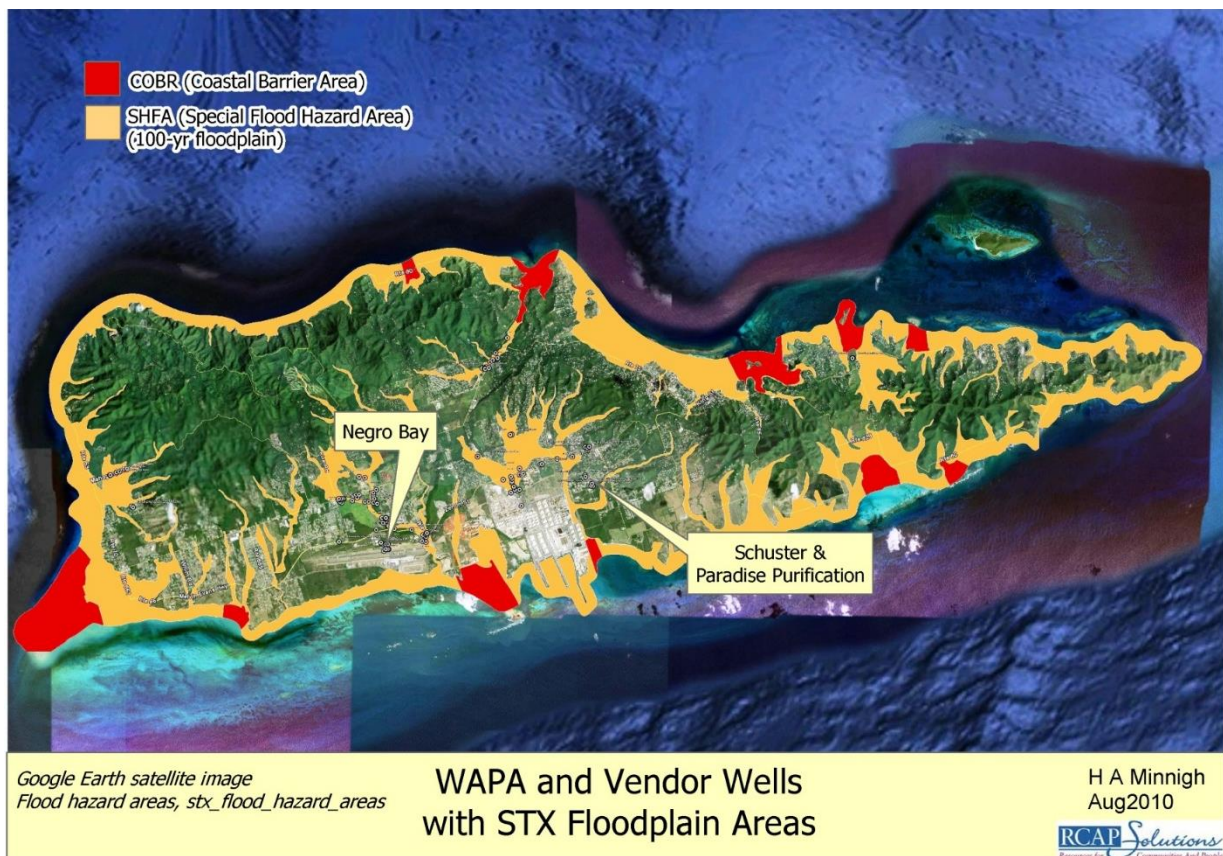 COBR (Coastal Barrier Area)
SHFA (Special Flood Hazard Area)
(100-yr floodplain)
Negro Bay
Schuster &
Paradise Purification
Google Earth satellite image
Flood hazard areas, stx_flood_hazard_areas
WAPA and Vendor Wells
with STX Floodplain Areas
H A Minnigh
Aug2010
RCAP Solutions